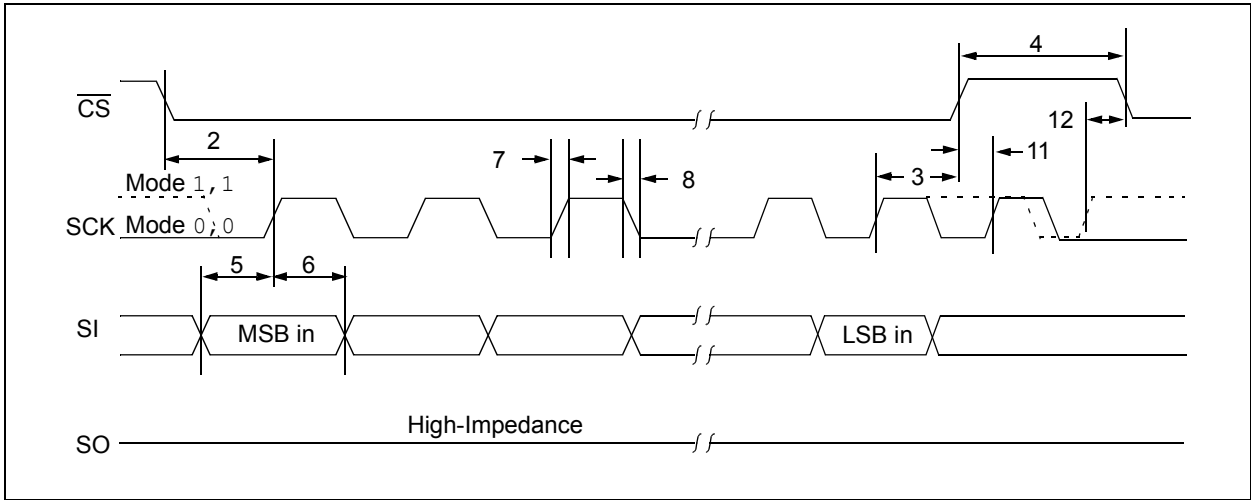 4
CS
12
2
7
8
3
11
Mode 1,1
SCK Mode 0,0
5
6
SI
MSB in
LSB in
High-Impedance
SO